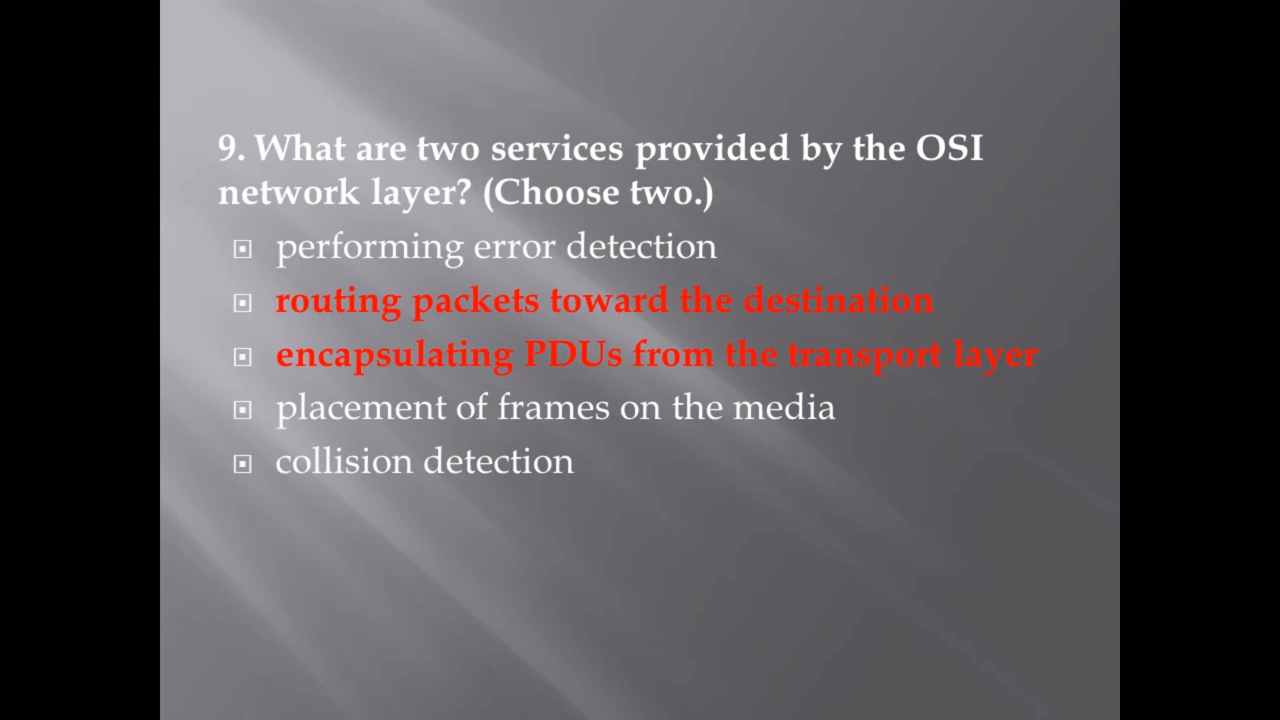 9. What are two services provided by the OSI
network layer? (Choose two.)
performing error detection
routing packets toward the destination
encapsulating PDUs from the transport layer
placement of frames on the media
collision detection